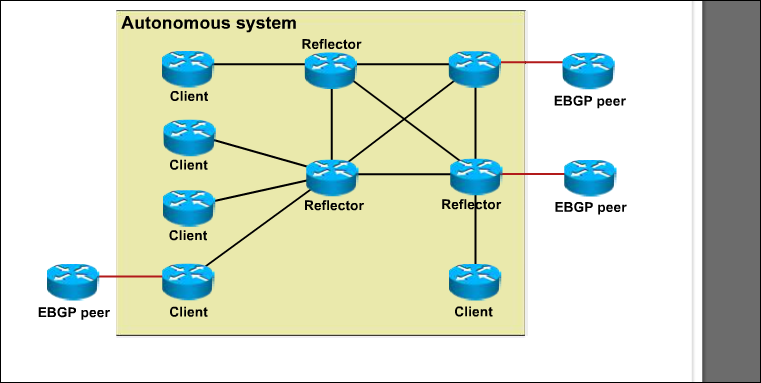 Autonomous system
Reflector
Client
EBGP peer
Client
Reflector
Reflector
EBGP peer
Client
EBGP peer
Client
Client